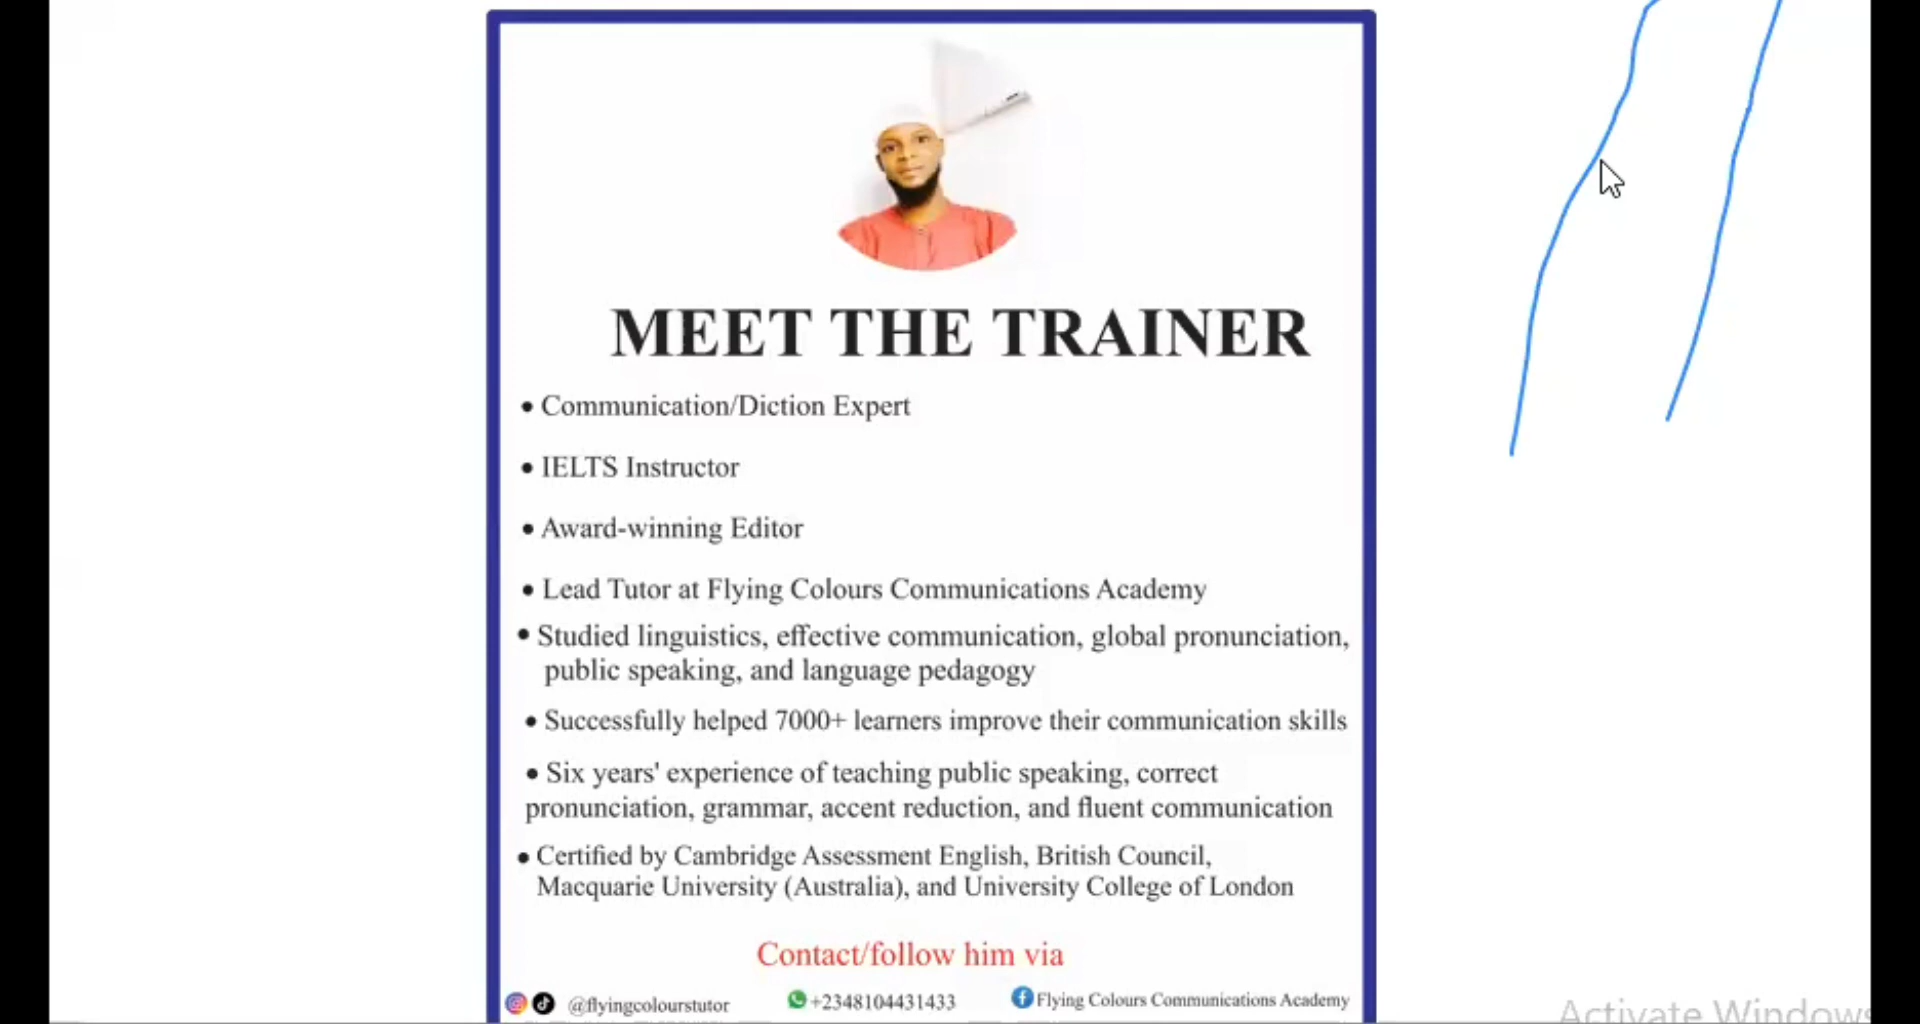 MEET THE TRAINER
• Communication/Diction Expert
• IELTS Instructor
• Award-winning Editor
• Lead Tutor at Flying Colours Communications Academy
• Studied linguistics, effective communication, global pronunciation,
public speaking, and language pedagogy
• Successfully helped 7000+ learners improve their communication skills
• Six years' experience of teaching public speaking, correct
pronunciation, grammar, accent reduction, and fluent communication
• Certified by Cambridge Assessment English, British Council,
Macquarie University (Australia), and University College of London
Contact/follow him via
@flyingcolourstutor +2348104431433 Flying Colours Communications Academy
Activate Windows